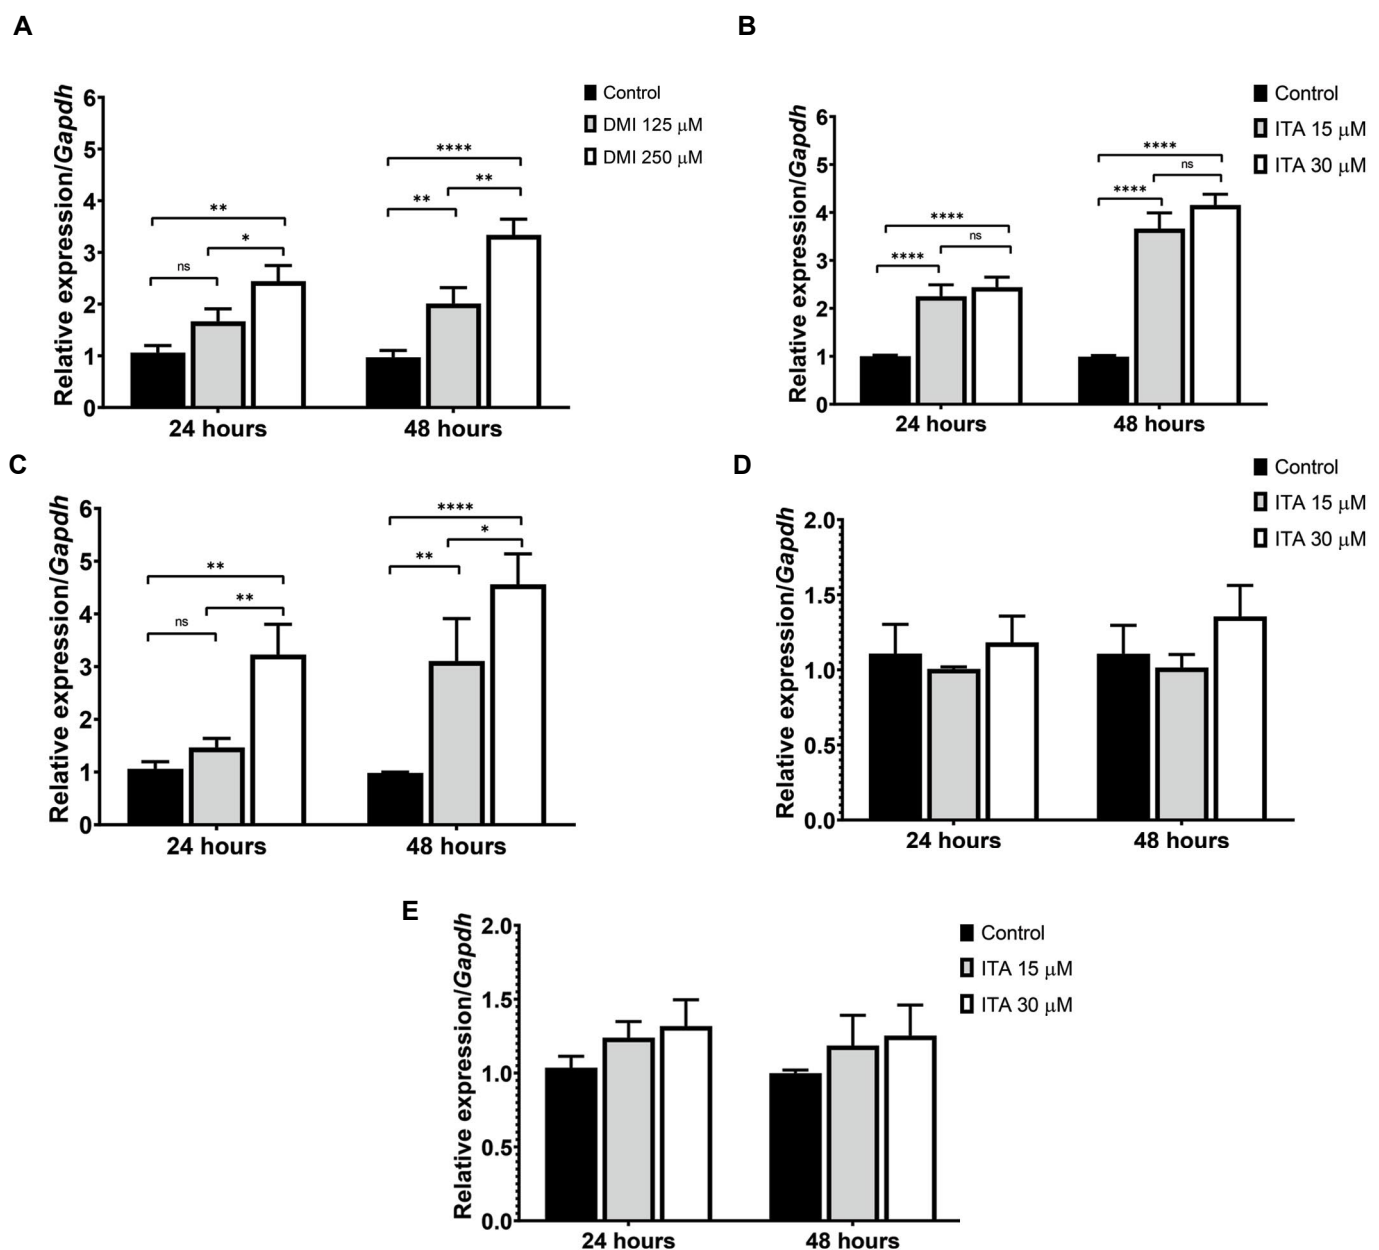 A
Relative expression/Gapdh
6
5
4
3
2
1
0
Control
DMI 125 µM
DMI 250 µM
****
**
**
**
*
ns
24 hours
48 hours
B
Relative expression/Gapdh
6
5
4
3
2
1
0
Control
ITA 15 µM
ITA 30 µM
****
ns
****
****
ns
****
24 hours
48 hours
C
Relative expression/Gapdh
6
5
4
3
2
1
0
****
*
**
**
**
ns
24 hours
48 hours
D
Relative expression/Gapdh
2.0
1.5
1.0
0.5
0.0
Control
ITA 15 µM
ITA 30 µM
24 hours
48 hours
E
Relative expression/Gapdh
2.0
1.5
1.0
0.5
0.0
Control
ITA 15 µM
ITA 30 µM
24 hours
48 hours